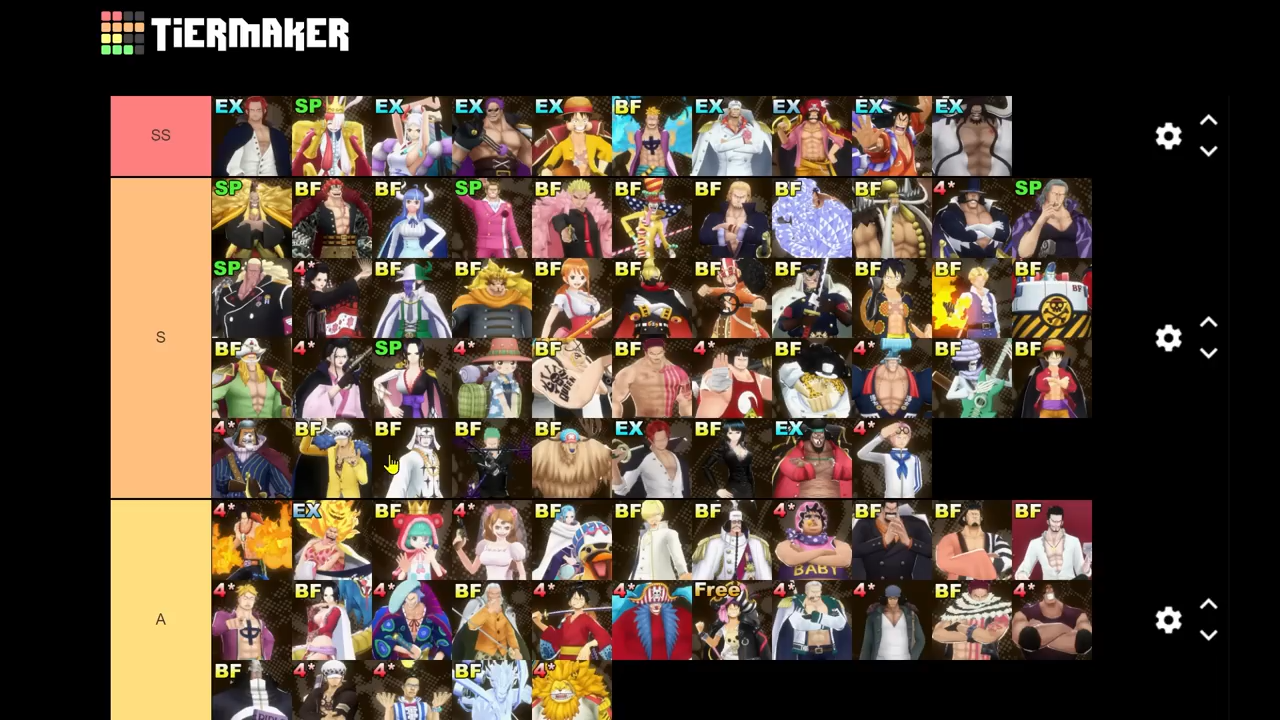 TIERMAKER
SS
EX SP EX EX EX BF EX EX EX EX
S
SP BF BF SP BF BF BF BF BF 4* SP
SP 4* BF BF BF BF BF BF BF BF BF BF
BF 4* SP 4* BF BF 4* BF 4* BF BF
4* BF BF BF BF EX BF EX 4*
A
4* EX BF 4* BF BF BF 4* BF BF BF
BABY
4* BF 4* BF 4* 4* Free 4* 4* BF 4*
BF 4* 4* BF 4*